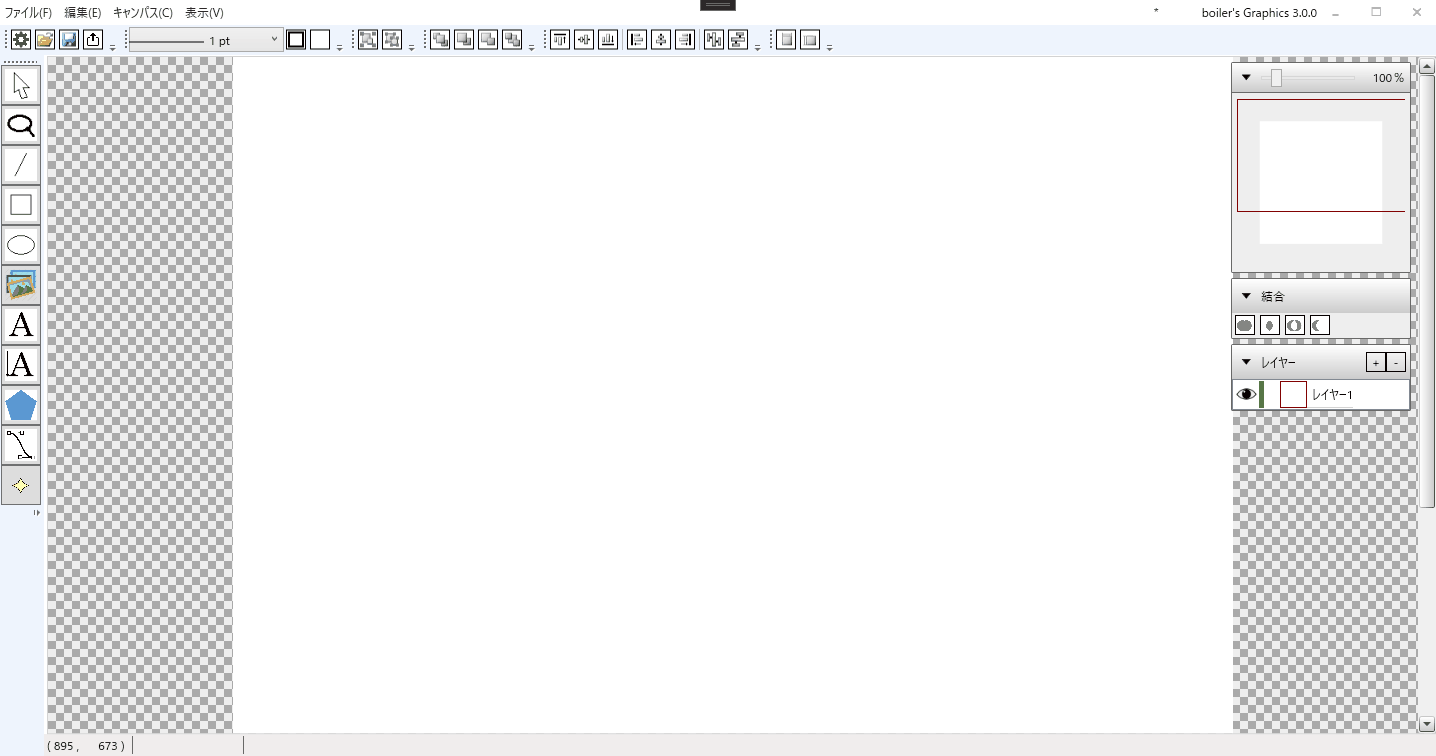 ファイル(F) 編集(E) キャンパス(C) 表示(V) * boiler's Graphics 3.0.0
1 pt
100 %
結合
レイヤー + -
レイヤー1
A
A
( 895 , 673 )